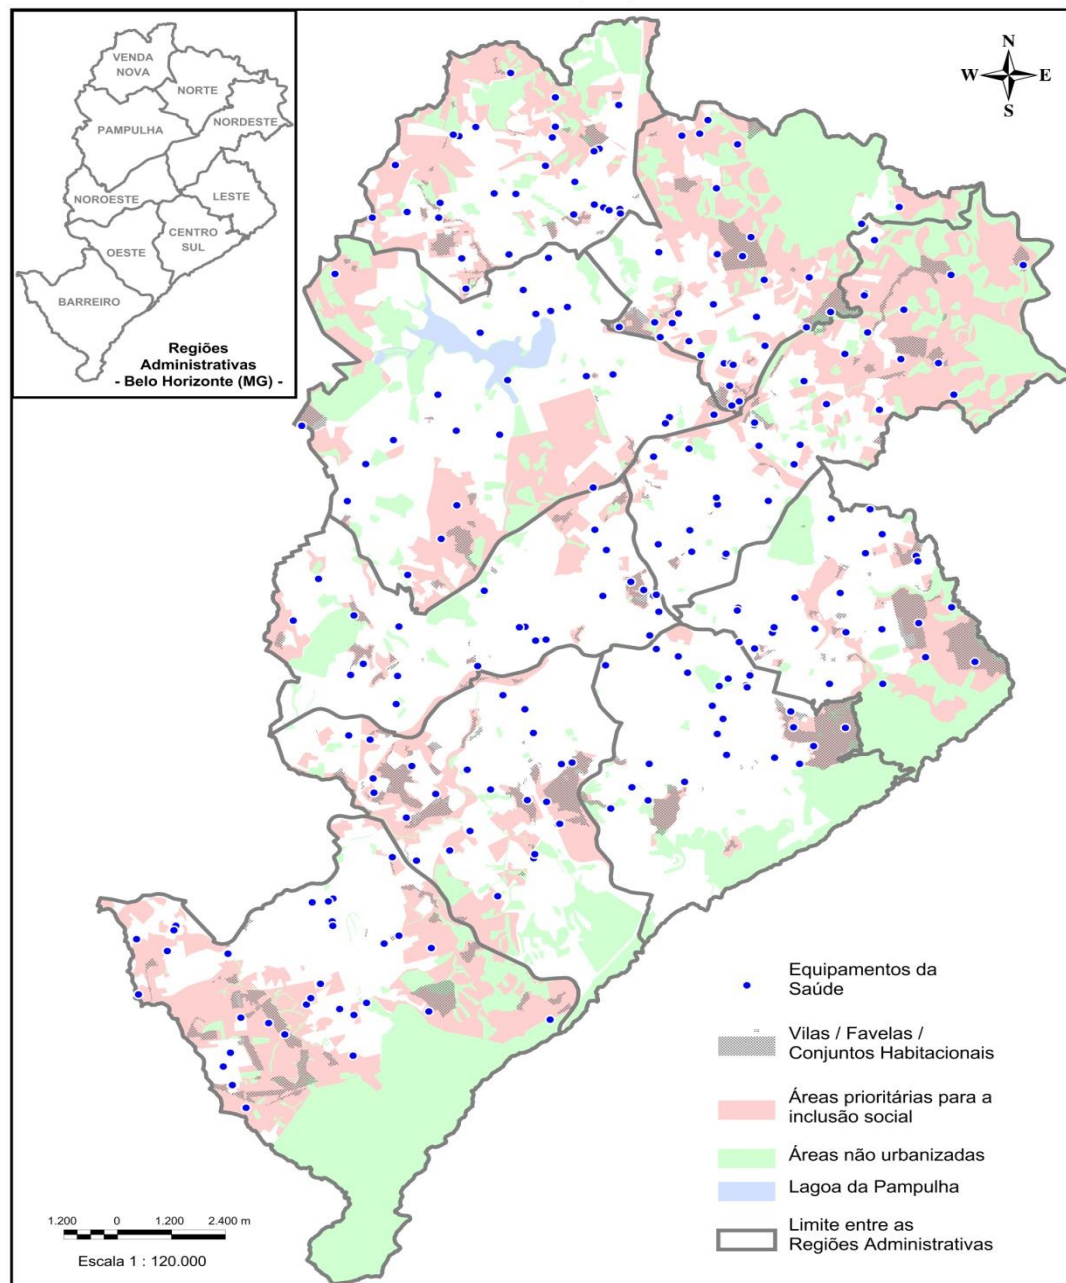 VENDA
NOVA
NORTE
NORDESTE
PAMPULHA
NOROESTE
LESTE
CENTRO
SUL
OESTE
BARREIRO
Regiões
Administrativas
- Belo Horizonte (MG) -
N
W E
S
Equipamentos da
Saúde
Vilas / Favelas /
Conjuntos Habitacionais
Áreas prioritárias para a
inclusão social
Áreas não urbanizadas
Lagoa da Pampulha
Limite entre as
Regiões Administrativas
1.200 0 1.200 2.400 m
Escala 1 : 120.000